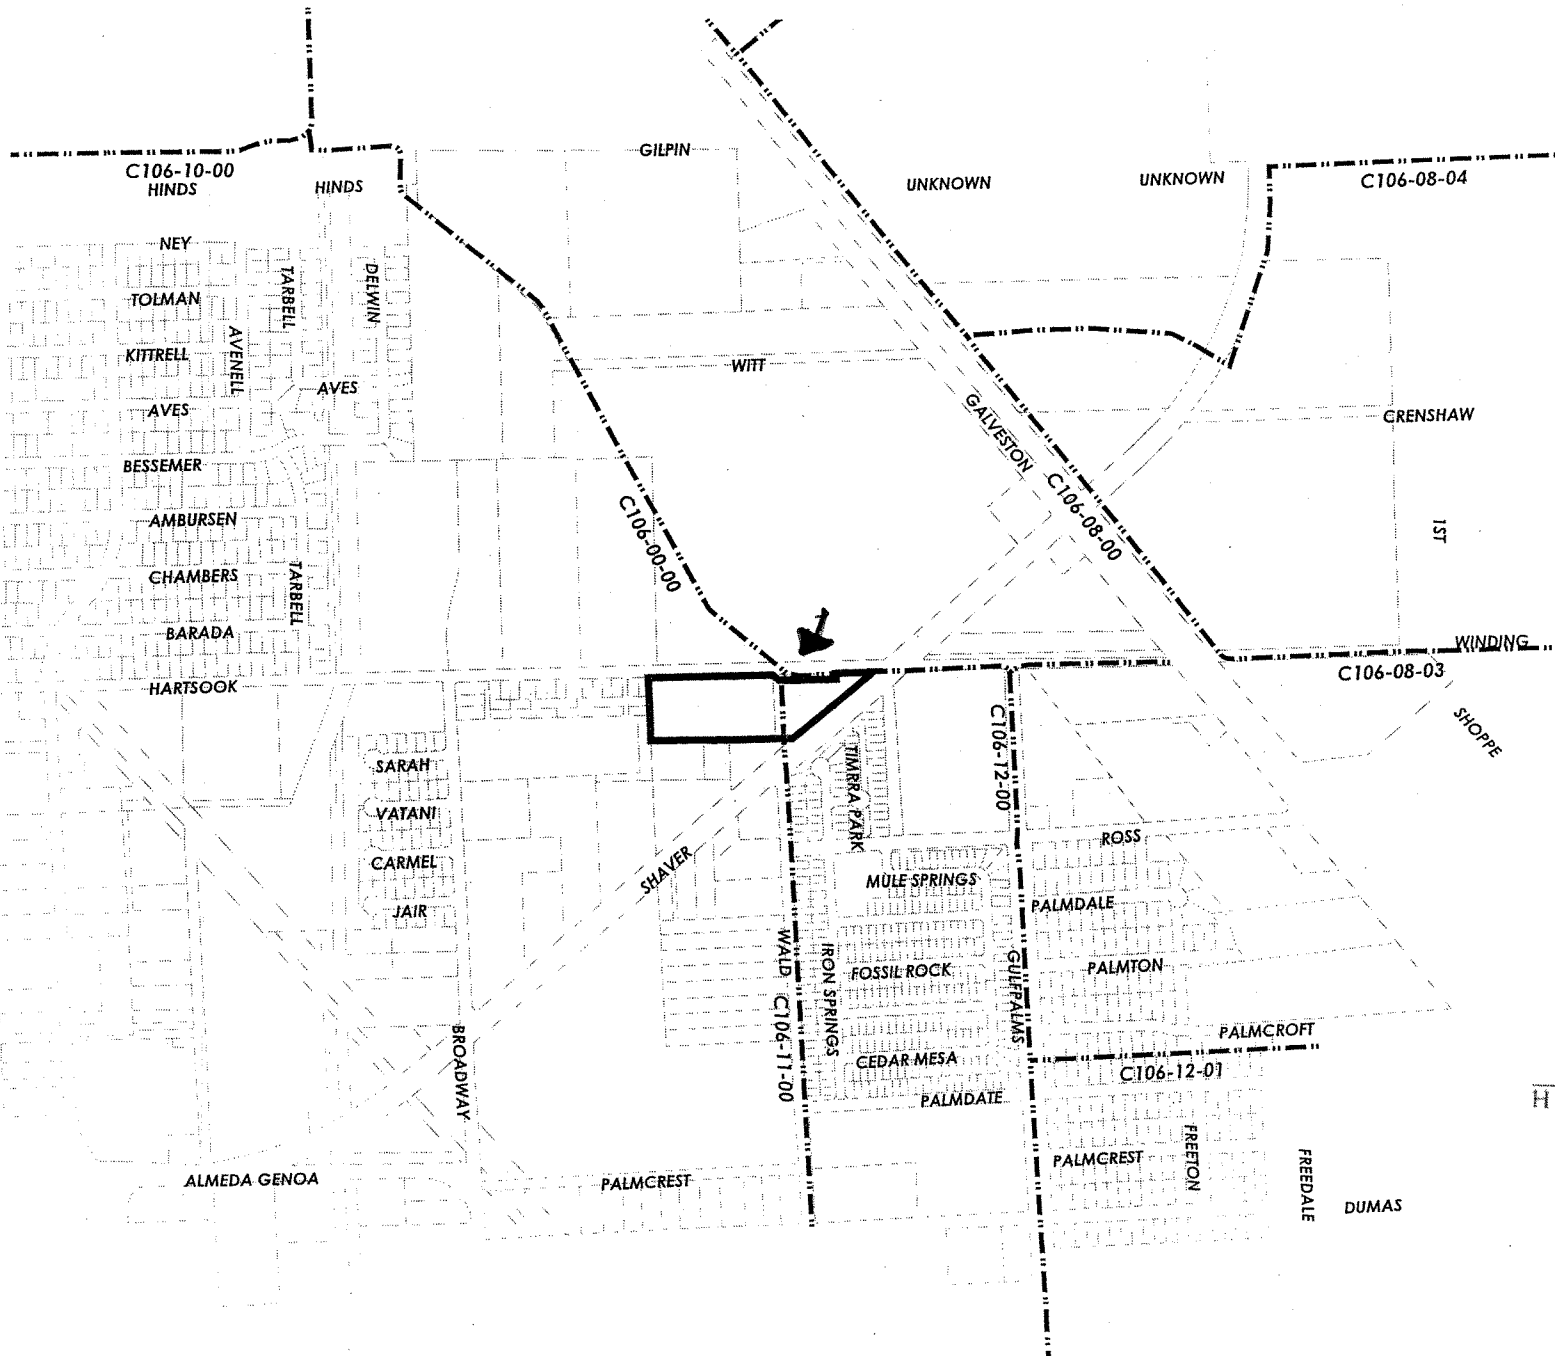 GILPIN
C106-10-00
HINDS
HINDS
UNKNOWN
UNKNOWN
C106-08-04
NEY
TARBELL
DELWIN
TOLMAN
AVENELL
KITTRELL
WITT
AVES
AVES
GALVESTON
CRENSHAW
BESSEMER
C106-00-00
C106-08-00
AMBURSEN
1ST
CHAMBERS
TARBELL
BARADA
WINDING
C106-08-03
HARTSOOK
C106-12-00
SHOPPE
SARAH
TIMRRA PARK
VATANI
ROSS
CARMEL
SHAVER
MULE SPRINGS
JAIR
PALMDALE
WALD
IRON SPRINGS
FOSSIL ROCK
GULFPALMS
PALMTON
C106-11-00
BROADWAY
CEDAR MESA
PALMCROFT
C106-12-01
PALMDATE
H
ALMEDA GENOA
PALMCREST
PALMCREST
FREETON
FREEDALE
DUMAS